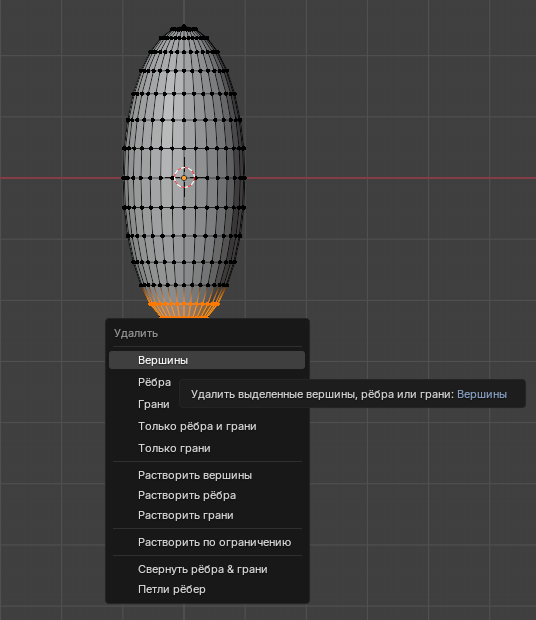 Удалить
Вершины
Рёбра
Удалить выделенные вершины, рёбра или грани: Вершины
Грани
Только рёбра и грани
Только грани
Растворить вершины
Растворить рёбра
Растворить грани
Растворить по ограничению
Свернуть рёбра & грани
Петли рёбер